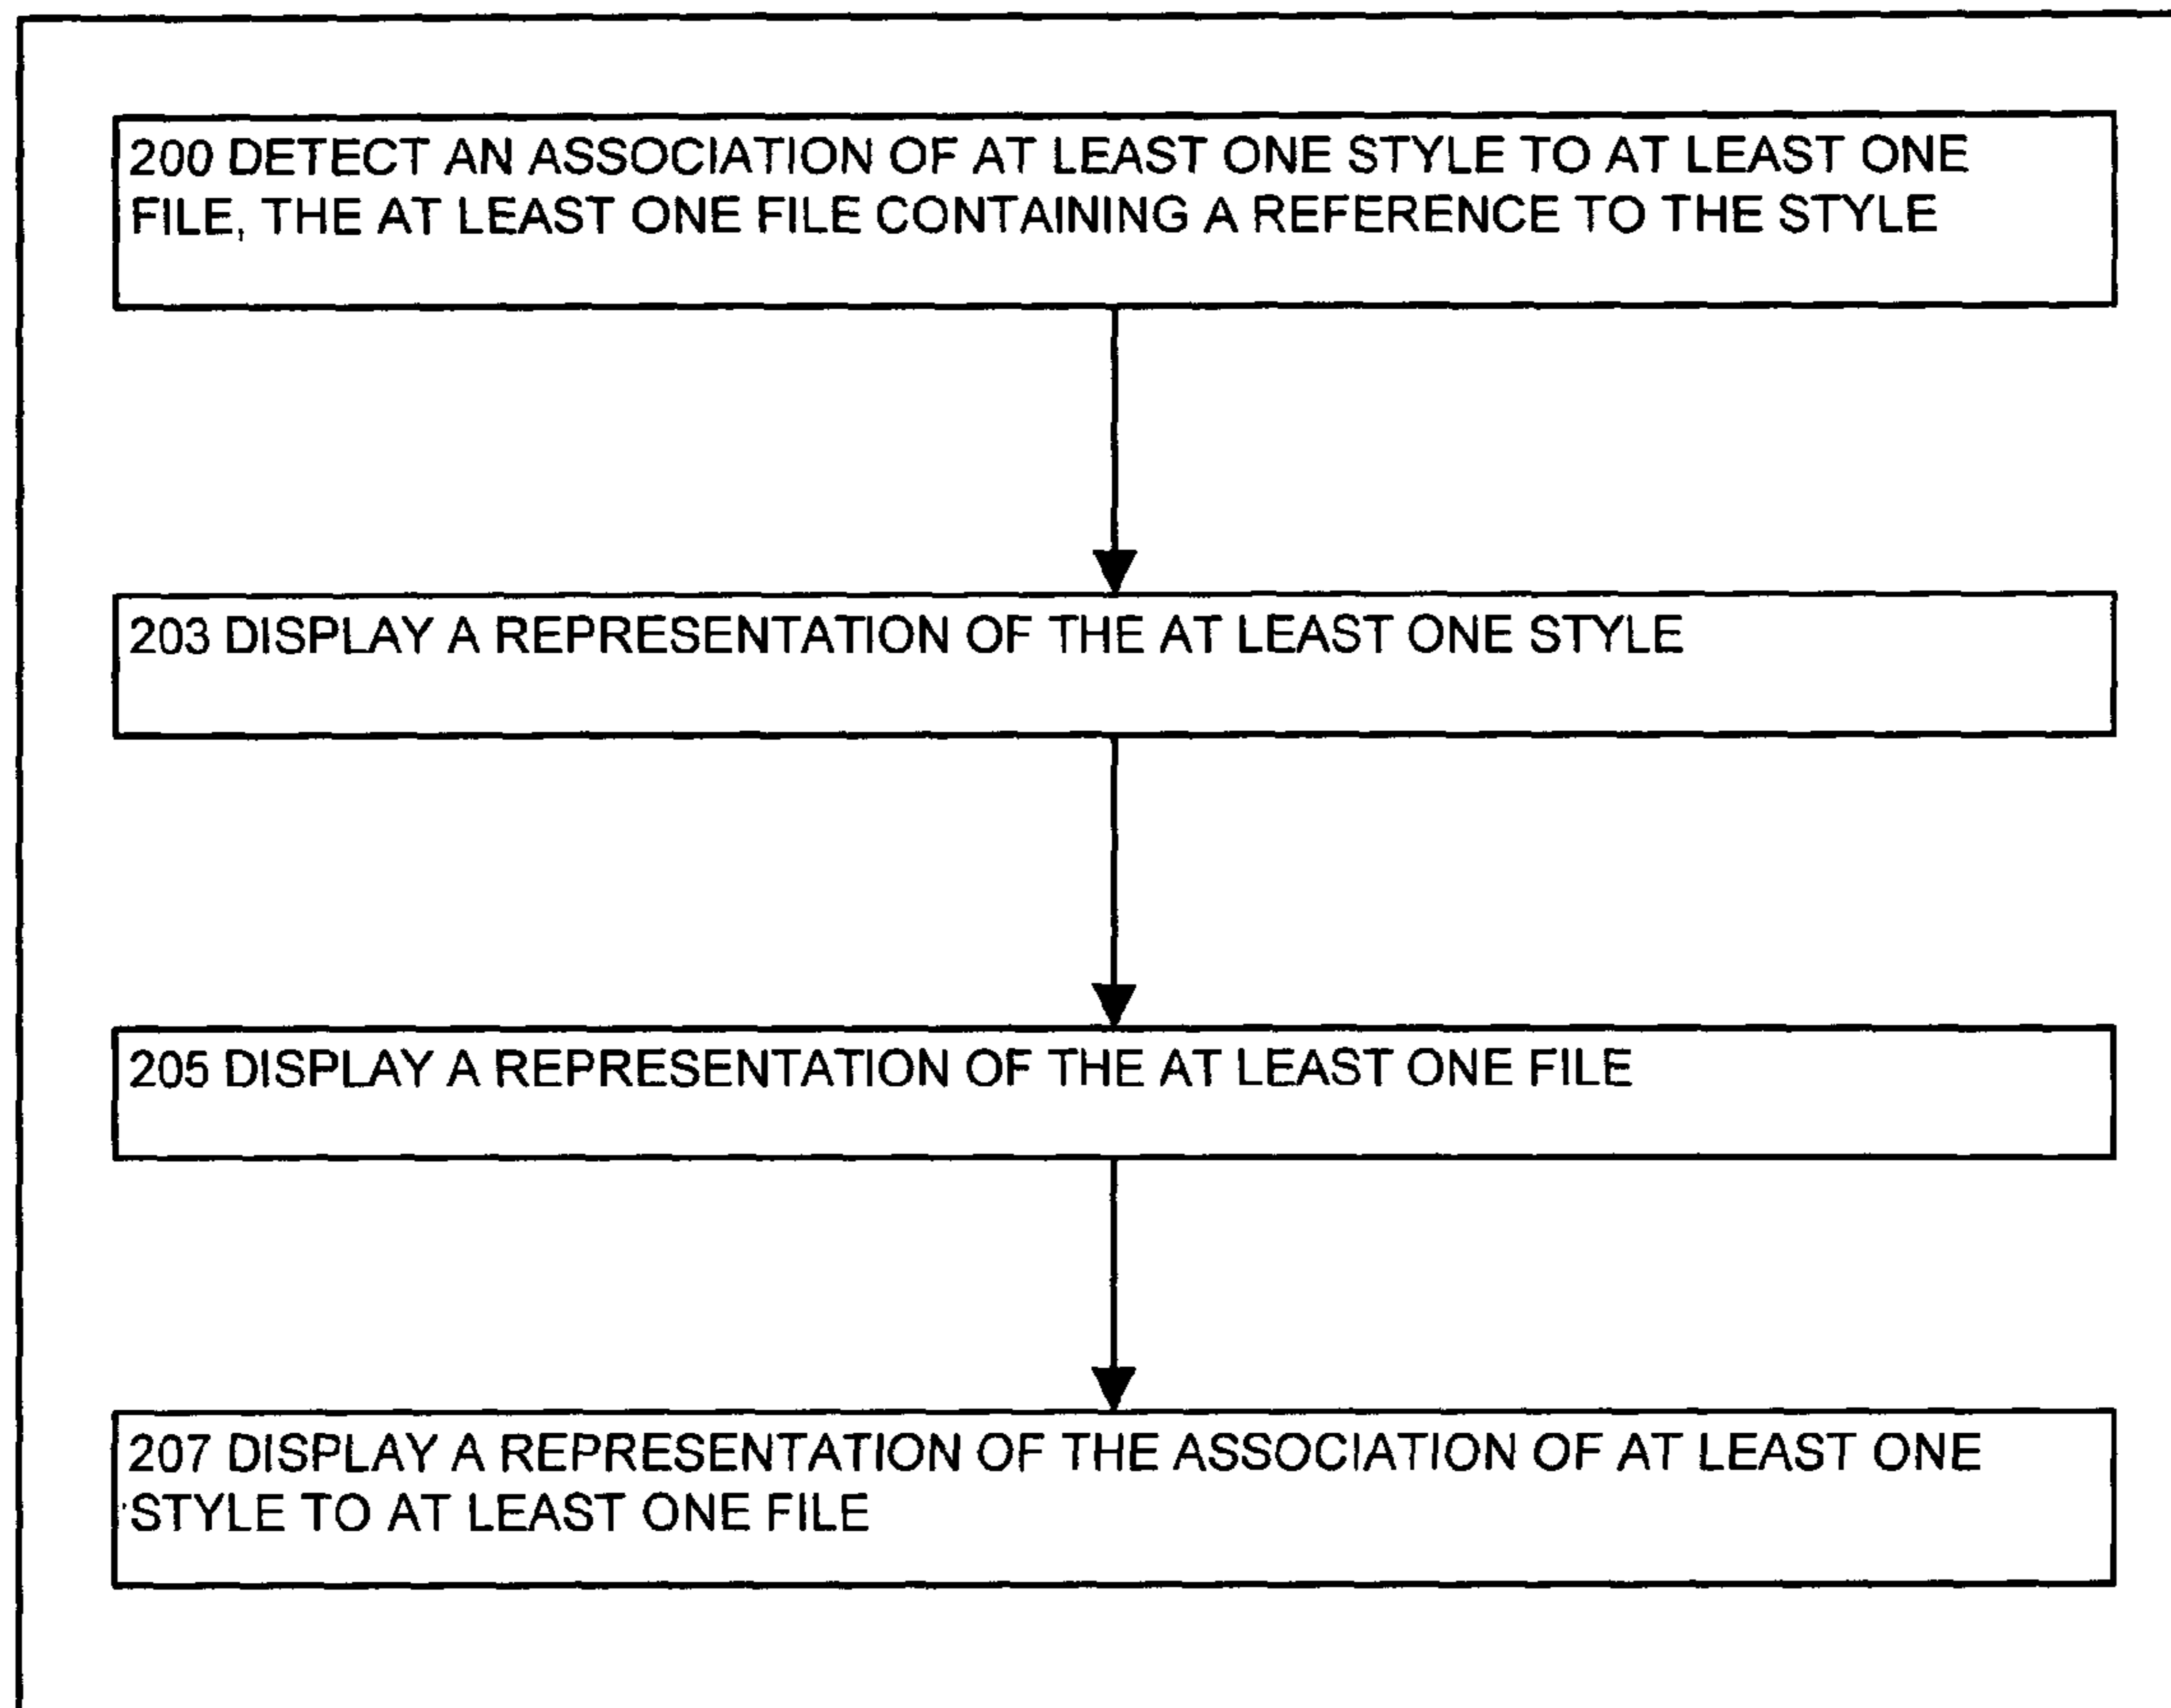 200 DETECT AN ASSOCIATION OF AT LEAST ONE STYLE TO AT LEAST ONE
FILE, THE AT LEAST ONE FILE CONTAINING A REFERENCE TO THE STYLE
203 DISPLAY A REPRESENTATION OF THE AT LEAST ONE STYLE
205 DISPLAY A REPRESENTATION OF THE AT LEAST ONE FILE
207 DISPLAY A REPRESENTATION OF THE ASSOCIATION OF AT LEAST ONE
STYLE TO AT LEAST ONE FILE